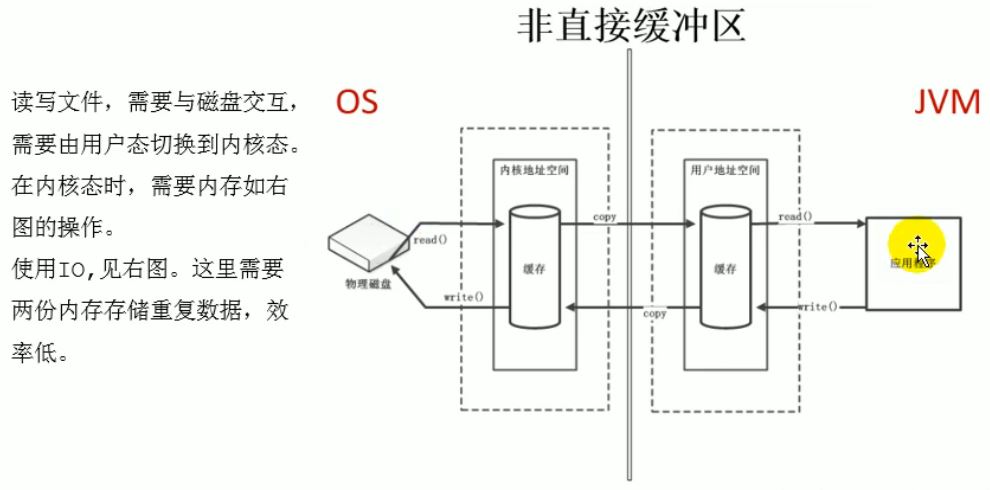 非直接缓冲区
读写文件，需要与磁盘交互，
需要由用户态切换到内核态。
在内核态时，需要内存如右
图的操作。
使用IO,见右图。这里需要
两份内存存储重复数据，效
率低。
OS
JVM
内核地址空间
用户地址空间
copy
read()
read()
缓存
缓存
应用程序
物理磁盘
write()
copy
write()